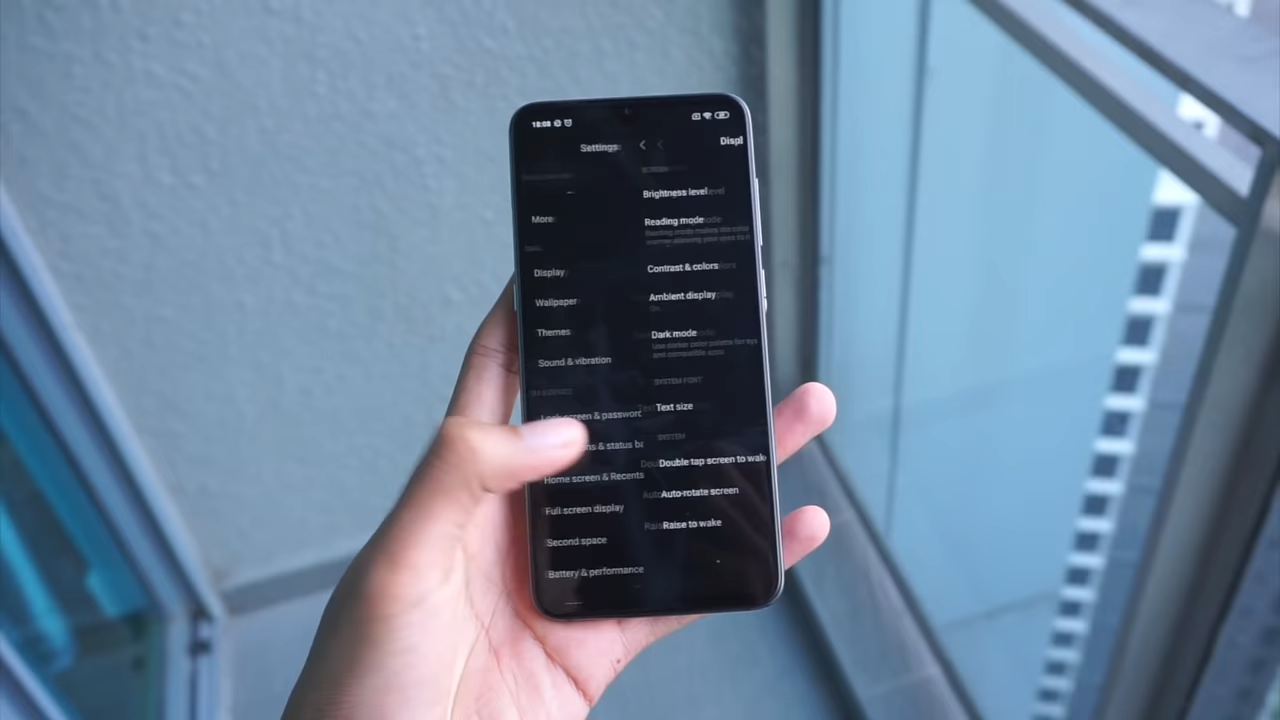 18:08
Settings
More
Display
Wallpaper
Themes
Sound & vibration
Lock screen & password
ns & status ba
Home screen & Recents
Full screen display
Second space
Battery & performance
Displ
SCREEN
Brightness level
Reading mode
Reading mode makes the color
warmer allowing your eyes to r
Contrast & colors
Ambient display
On
Dark mode
Use darker color palette for sys
and compatible apps
SYSTEM FONT
Text size
SYSTEM
Double tap screen to wake
Auto-rotate screen
Raise to wake